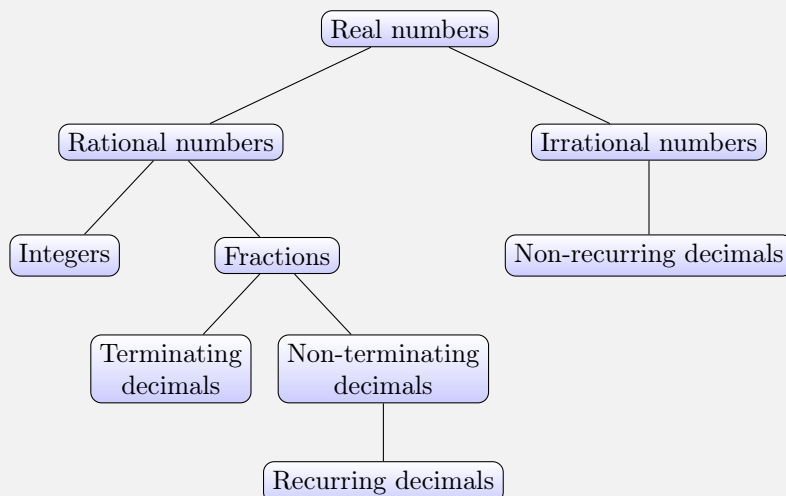 Real numbers
Rational numbers
Irrational numbers
Integers
Fractions
Non-recurring decimals
Terminating
decimals
Non-terminating
decimals
Recurring decimals